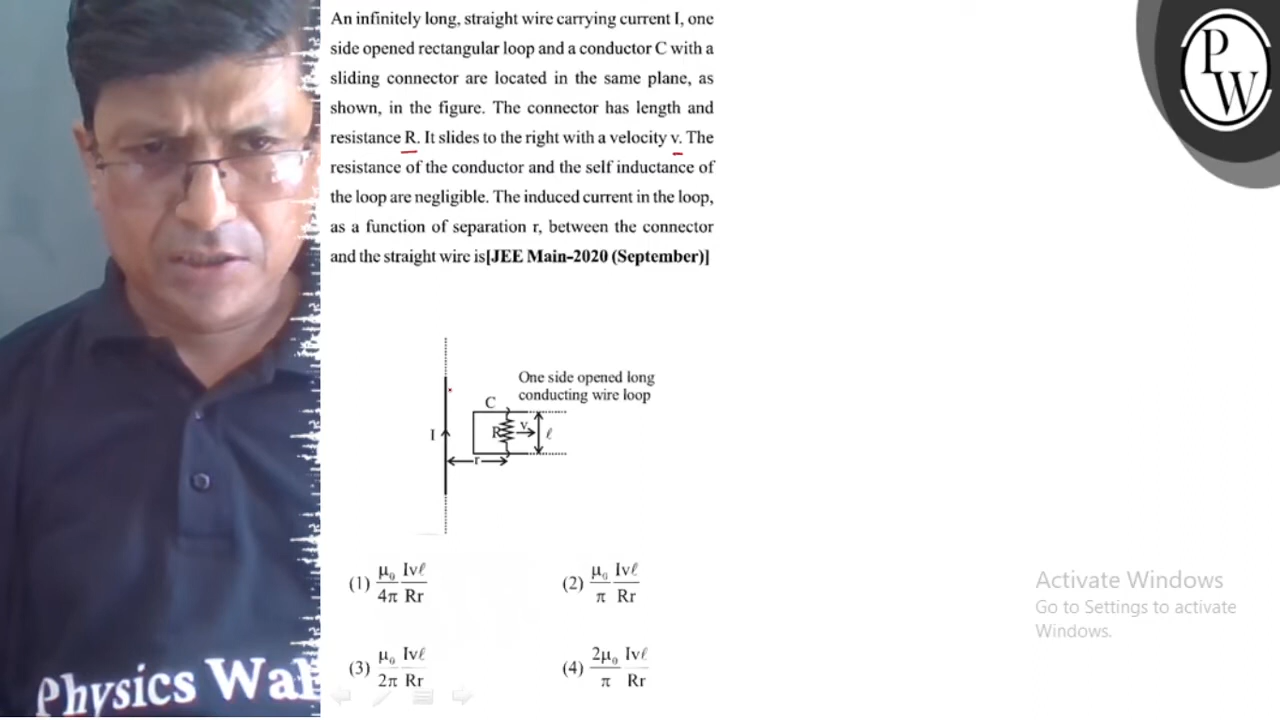 An infinitely long, straight wire carrying current I, one
side opened rectangular loop and a conductor C with a
sliding connector are located in the same plane, as
shown, in the figure. The connector has length and
resistance R. It slides to the right with a velocity v. The
resistance of the conductor and the self inductance of
the loop are negligible. The induced current in the loop,
as a function of separation r, between the connector
and the straight wire is[JEE Main-2020 (September)]
One side opened long
conducting wire loop
C
I
R
v
ℓ
r
(1) μ₀/4π Ivℓ/Rr
(2) μ₀/π Ivℓ/Rr
(3) μ₀/2π Ivℓ/Rr
(4) 2μ₀/π Ivℓ/Rr
P
W
Activate Windows
Go to Settings to activate
Windows.
Physics Wal